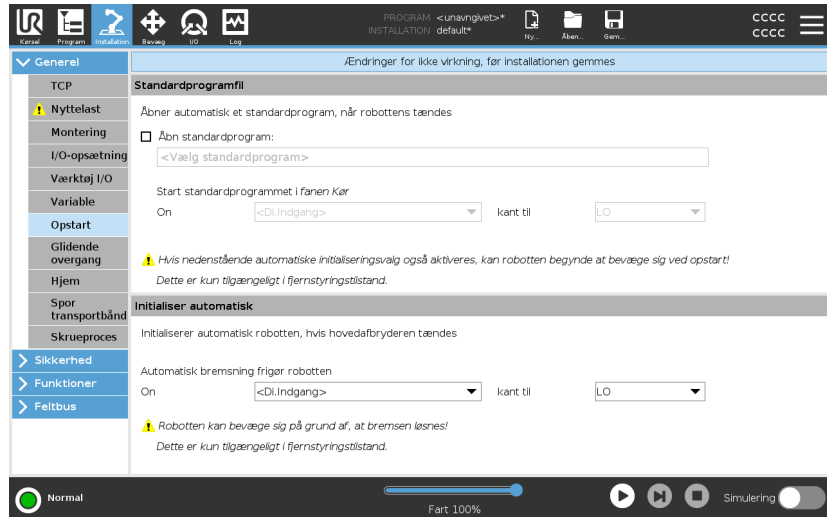 UR
PROGRAM <unavngivet>*
INSTALLATION default*
cccc
cccc
Kørsel Program Installation Bevæg I/O Log Ny... Åben... Gem...
Generel
TCP
Nyttelast
Montering
I/O-opsætning
Værktøj I/O
Variable
Opstart
Glidende
overgang
Hjem
Spor
transportbånd
Skrueproces
Sikkerhed
Funktioner
Feltbus
Ændringer for ikke virkning, før installationen gemmes
Standardprogramfil
Åbner automatisk et standardprogram, når robottens tændes
Åbn standardprogram:
<Vælg standardprogram>
Start standardprogrammet i fanen Kør
On <Di.Indgang> kant til LO
Hvis nedenstående automatiske initialiseringsvalg også aktiveres, kan robotten begynde at bevæge sig ved opstart!
Dette er kun tilgængeligt i fjernstyringstilstand.
Initialiser automatisk
Initialiserer automatisk robotten, hvis hovedafbryderen tændes
Automatisk bremsning frigør robotten
On <Di.Indgang> kant til LO
Robotten kan bevæge sig på grund af, at bremsen løsnes!
Dette er kun tilgængeligt i fjernstyringstilstand.
Normal
Fart 100%
Simulering